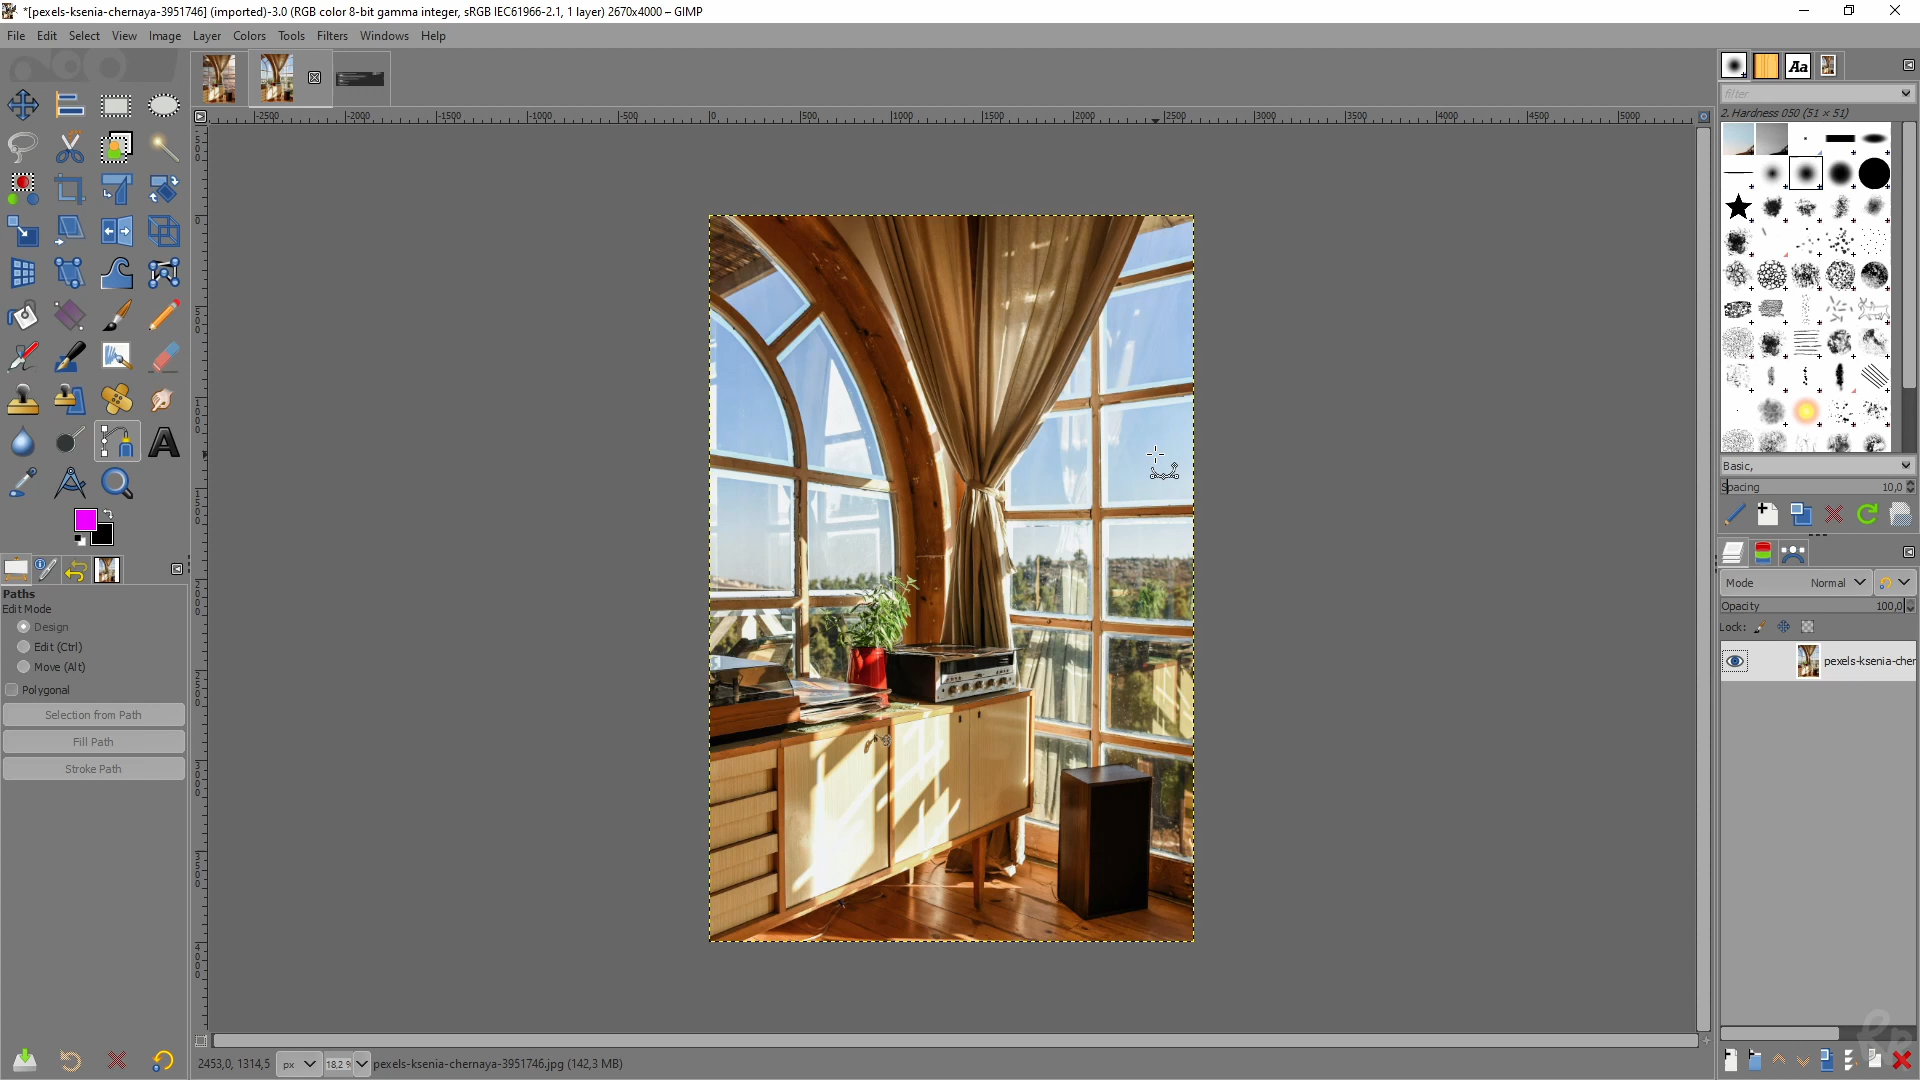 *[pexels-ksenia-chernaya-3951746] (imported)-3.0 (RGB color 8-bit gamma integer, sRGB IEC61966-2.1, 1 layer) 2670x4000 – GIMP
File Edit Select View Image Layer Colors Tools Filters Windows Help
Aa
filter
2. Hardness 050 (51 × 51)
-2500 -2000 -1500 -1000 -500 0 500 1000 1500 2000 2500 3000 3500 4000 4500 5000
Basic,
Spacing 10,0
Mode Normal
Opacity 100,0
Lock:
pexels-ksenia-cher
Paths
Edit Mode
Design
Edit (Ctrl)
Move (Alt)
Polygonal
Selection from Path
Fill Path
Stroke Path
2453,0, 1314,5 px 18,2 % pexels-ksenia-chernaya-3951746.jpg (142,3 MB)